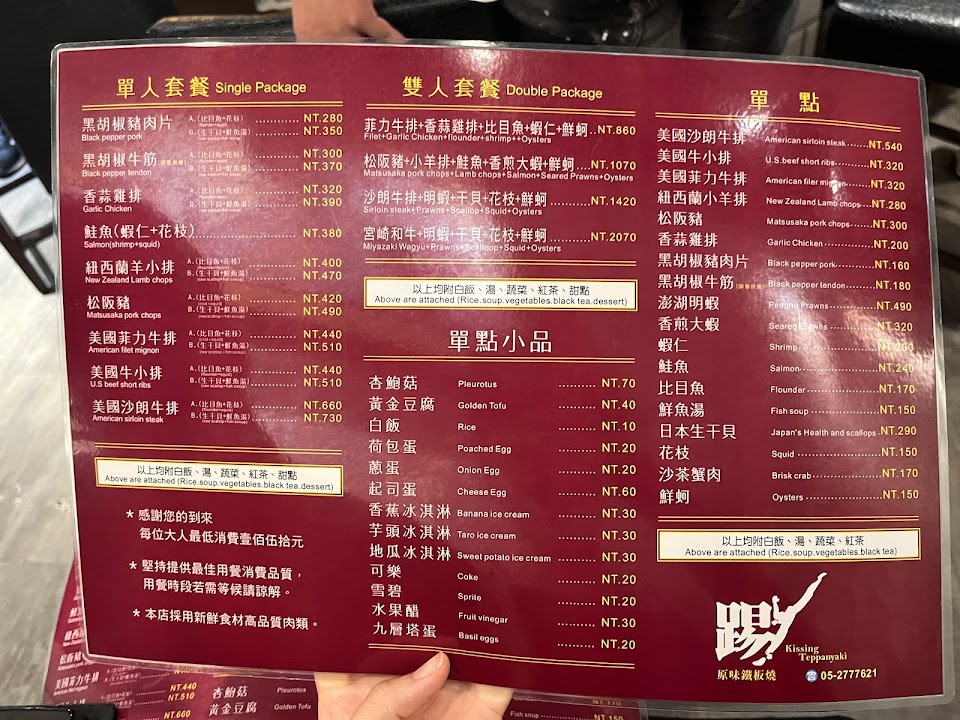 單人套餐 Single Package
黑胡椒豬肉片 A.(比目魚+花枝) NT.280
Black pepper pork B.(生干貝+鮮魚湯) NT.350
黑胡椒牛筋 A.(比目魚+花枝) NT.300
Black pepper tendon B.(生干貝+鮮魚湯) NT.370
香蒜雞排 A.(比目魚+花枝) NT.320
Garlic Chicken B.(生干貝+鮮魚湯) NT.390
鮭魚(蝦仁+花枝) NT.380
Salmon(shrimp+squid)
紐西蘭羊小排 A.(比目魚+花枝) NT.400
New Zealand Lamb chops B.(生干貝+鮮魚湯) NT.470
松阪豬 A.(比目魚+花枝) NT.420
Matsusaka pork chops B.(生干貝+鮮魚湯) NT.490
美國菲力牛排 A.(比目魚+花枝) NT.440
American filet mignon B.(生干貝+鮮魚湯) NT.510
美國牛小排 A.(比目魚+花枝) NT.440
U.S beef short ribs B.(生干貝+鮮魚湯) NT.510
美國沙朗牛排 A.(比目魚+花枝) NT.660
American sirloin steak B.(生干貝+鮮魚湯) NT.730
以上均附白飯、湯、蔬菜、紅茶、甜點
Above are attached (Rice.soup.vegetables.black tea.dessert)
* 感謝您的到來
每位大人最低消費壹佰伍拾元
* 堅持提供最佳用餐消費品質,
用餐時段若需等候請諒解。
* 本店採用新鮮食材高品質肉類。
雙人套餐 Double Package
菲力牛排+香蒜雞排+比目魚+蝦仁+鮮蚵..NT.860
Filet+Garlic Chicken+flounder+shrimp++Oysters
松阪豬+小羊排+鮭魚+香煎大蝦+鮮蚵....NT.1070
Matsusaka pork chops+Lamb chops+Salmon+Seared Prawns+Oysters
沙朗牛排+明蝦+干貝+花枝+鮮蚵 NT.1420
Sirloin steak+Prawns+Scallop+Squid+Oysters
宮崎和牛+明蝦+干貝+花枝+鮮蚵 NT.2070
Miyazaki Wagyu+Prawns+Scallop+Squid+Oysters
以上均附白飯、湯、蔬菜、紅茶、甜點
Above are attached (Rice.soup.vegetables.black tea.dessert)
單點小品
杏鮑菇 Pleurotus NT.70
黃金豆腐 Golden Tofu NT.40
白飯 Rice NT.10
荷包蛋 Poached Egg NT.20
蔥蛋 Onion Egg NT.20
起司蛋 Cheese Egg NT.60
香蕉冰淇淋 Banana ice cream NT.30
芋頭冰淇淋 Taro ice cream NT.30
地瓜冰淇淋 Sweet potato ice cream NT.30
可樂 Coke NT.20
雪碧 Sprite NT.20
水果醋 Fruit vinegar NT.30
九層塔蛋 Basil eggs NT.20
單 點
美國沙朗牛排 American sirloin steak NT.540
美國牛小排 U.S.beef short ribs NT.320
美國菲力牛排 American filer mignon NT.320
紐西蘭小羊排 New Zealand Lamb chops NT.280
松阪豬 Matsusaka pork chops NT.300
香蒜雞排 Garlic Chicken NT.200
黑胡椒豬肉片 Black pepper pork NT.160
黑胡椒牛筋 Black pepper tendon NT.180
澎湖明蝦 Penghu Prawns NT.490
香煎大蝦 Seared Prawns NT.320
蝦仁 Shrimp NT.200
鮭魚 Salmon NT.240
比目魚 Flounder NT.170
鮮魚湯 Fish soup NT.150
日本生干貝 Japan's Health and scallops NT.290
花枝 Squid NT.150
沙茶蟹肉 Brisk crab NT.170
鮮蚵 Oysters NT.150
以上均附白飯、湯、蔬菜、紅茶
Above are attached (Rice.soup.vegetables.black tea)
踢
Kissing
Teppanyaki
原味鐵板燒 ☎05-2777621
松阪豬
美國菲力牛排 NT.440
American filet mignon NT.510
NT.660
杏鮑菇 Pleurotus
黃金豆腐 Golden Tofu
Fish soup NT.150